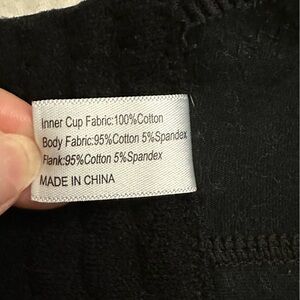 Inner Cup Fabric:100%Cotton
Body Fabric:95%Cotton 5%Spandex
Flank:95%Cotton 5%Spandex
MADE IN CHINA